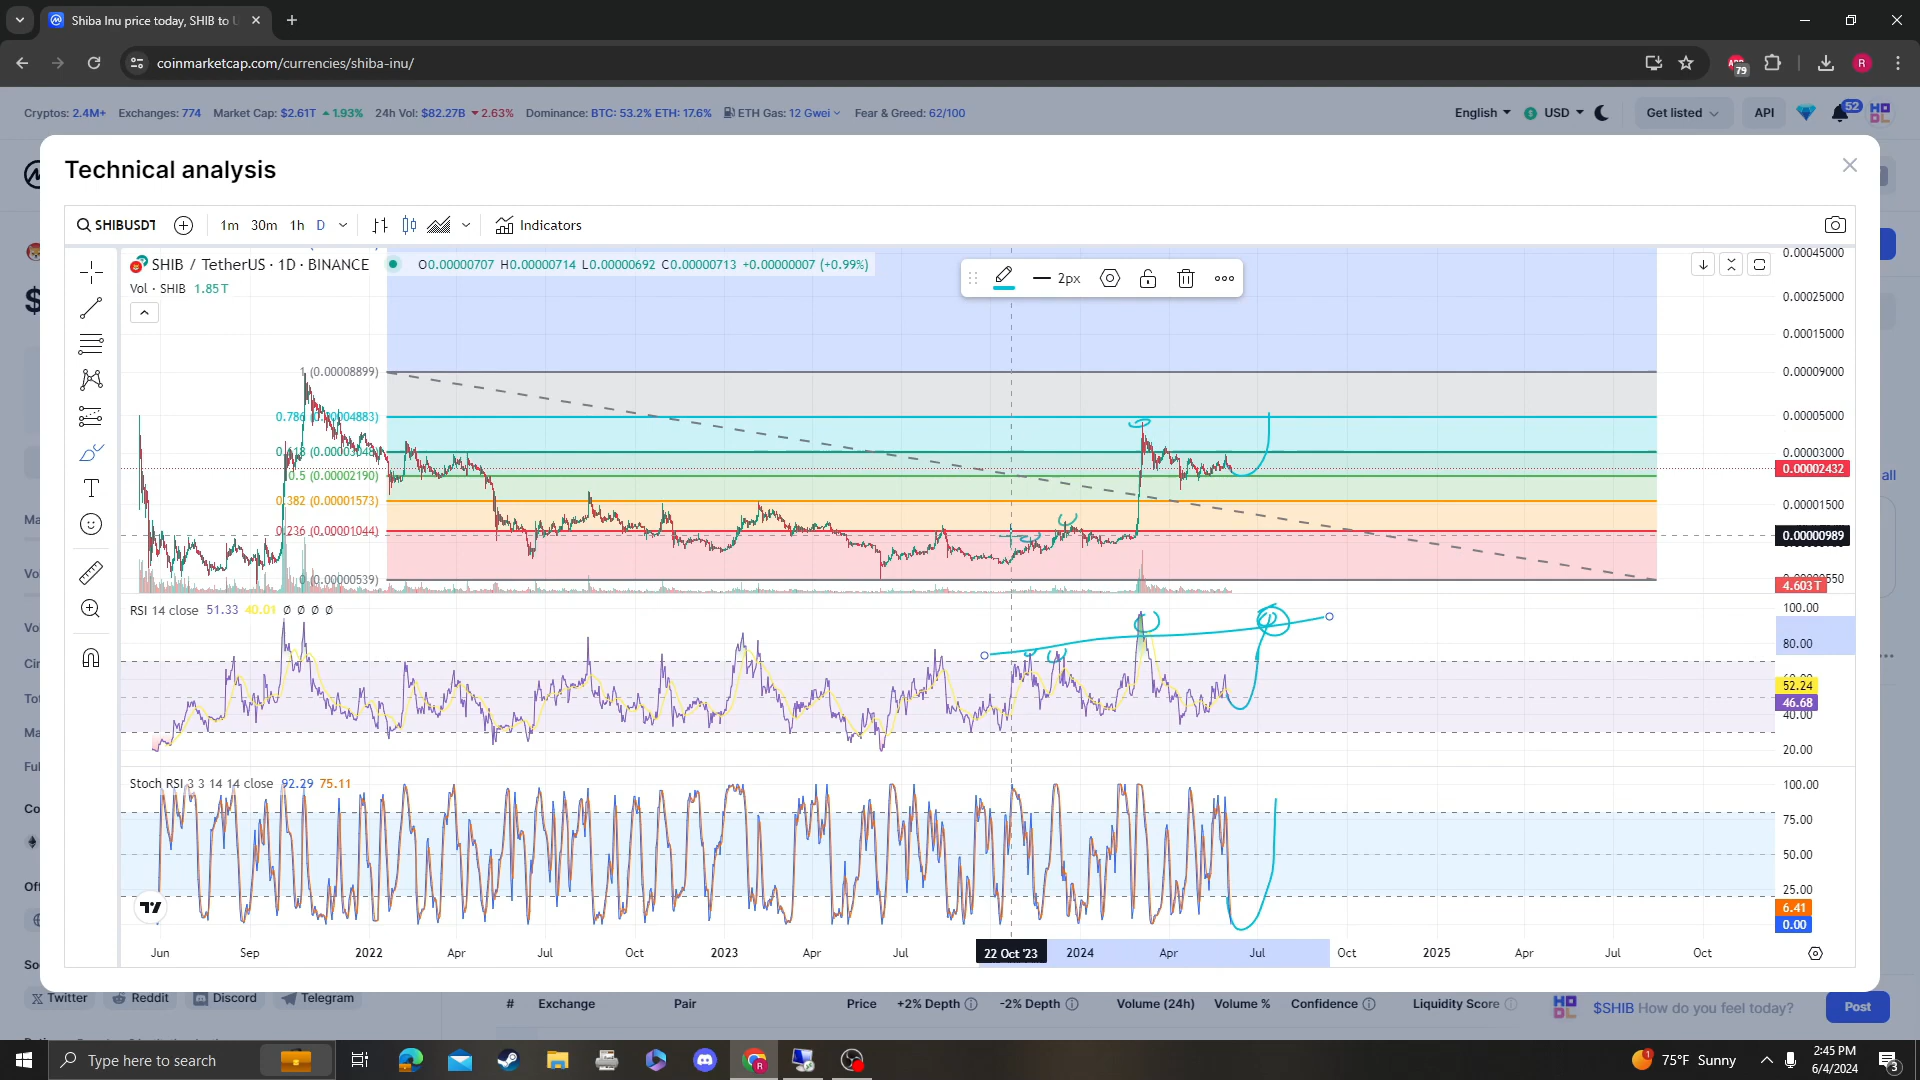 Shiba Inu price today, SHIB to U
coinmarketcap.com/currencies/shiba-inu/
79
R
Cryptos: 2.4M+ Exchanges: 774 Market Cap: $2.61T 1.93% 24h Vol: $82.27B 2.63% Dominance: BTC: 53.2% ETH: 17.6% ETH Gas: 12 Gwei Fear & Greed: 62/100
English USD Get listed API 52
Technical analysis
SHIBUSDT 1m 30m 1h D Indicators
SHIB / TetherUS · 1D · BINANCE O0.00000707 H0.00000714 L0.00000692 C0.00000713 +0.00000007 (+0.99%)
Vol · SHIB 1.85T
2px
0.00045000
0.00025000
0.00015000
1 (0.00008899)
0.00009000
0.786 (0.00004883)
0.00005000
0.618 (0.00003048)
0.00003000
0.00002432
0.5 (0.00002190)
0.382 (0.00001573)
0.00001500
0.236 (0.00001044)
0.00000989
0 (0.00000539)
4.603T
RSI 14 close 51.33 40.01 Ø Ø Ø Ø
100.00
80.00
52.24
46.68
40.00
20.00
Stoch RSI 3 3 14 14 close 92.29 75.11
100.00
75.00
50.00
25.00
6.41
0.00
Jun Sep 2022 Apr Jul Oct 2023 Apr Jul 22 Oct '23 2024 Apr Jul Oct 2025 Apr Jul Oct
Twitter Reddit Discord Telegram
# Exchange Pair Price +2% Depth -2% Depth Volume (24h) Volume % Confidence Liquidity Score
$SHIB How do you feel today? Post
Type here to search
75°F Sunny
2:45 PM
6/4/2024
3